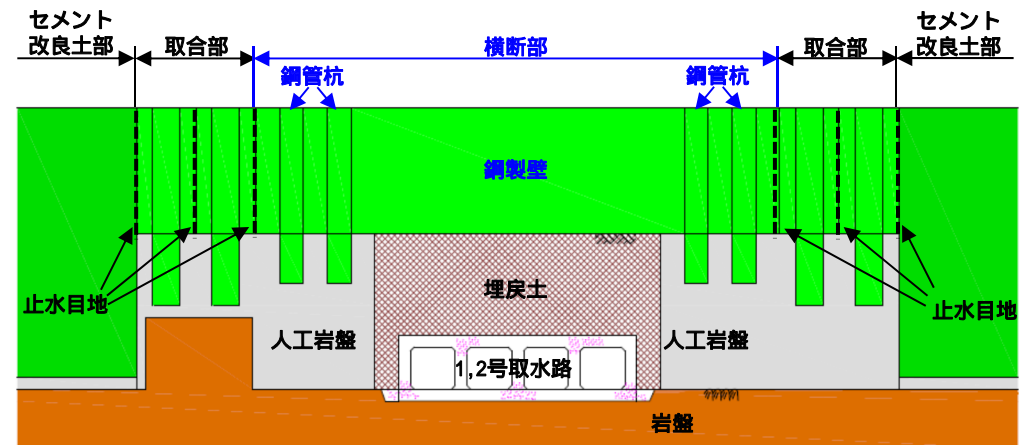 セメント
改良土部
取合部
横断部
取合部
セメント
改良土部
鋼管杭
鋼管杭
鋼製壁
止水目地
埋戻土
止水目地
人工岩盤
人工岩盤
1,2号取水路
岩盤